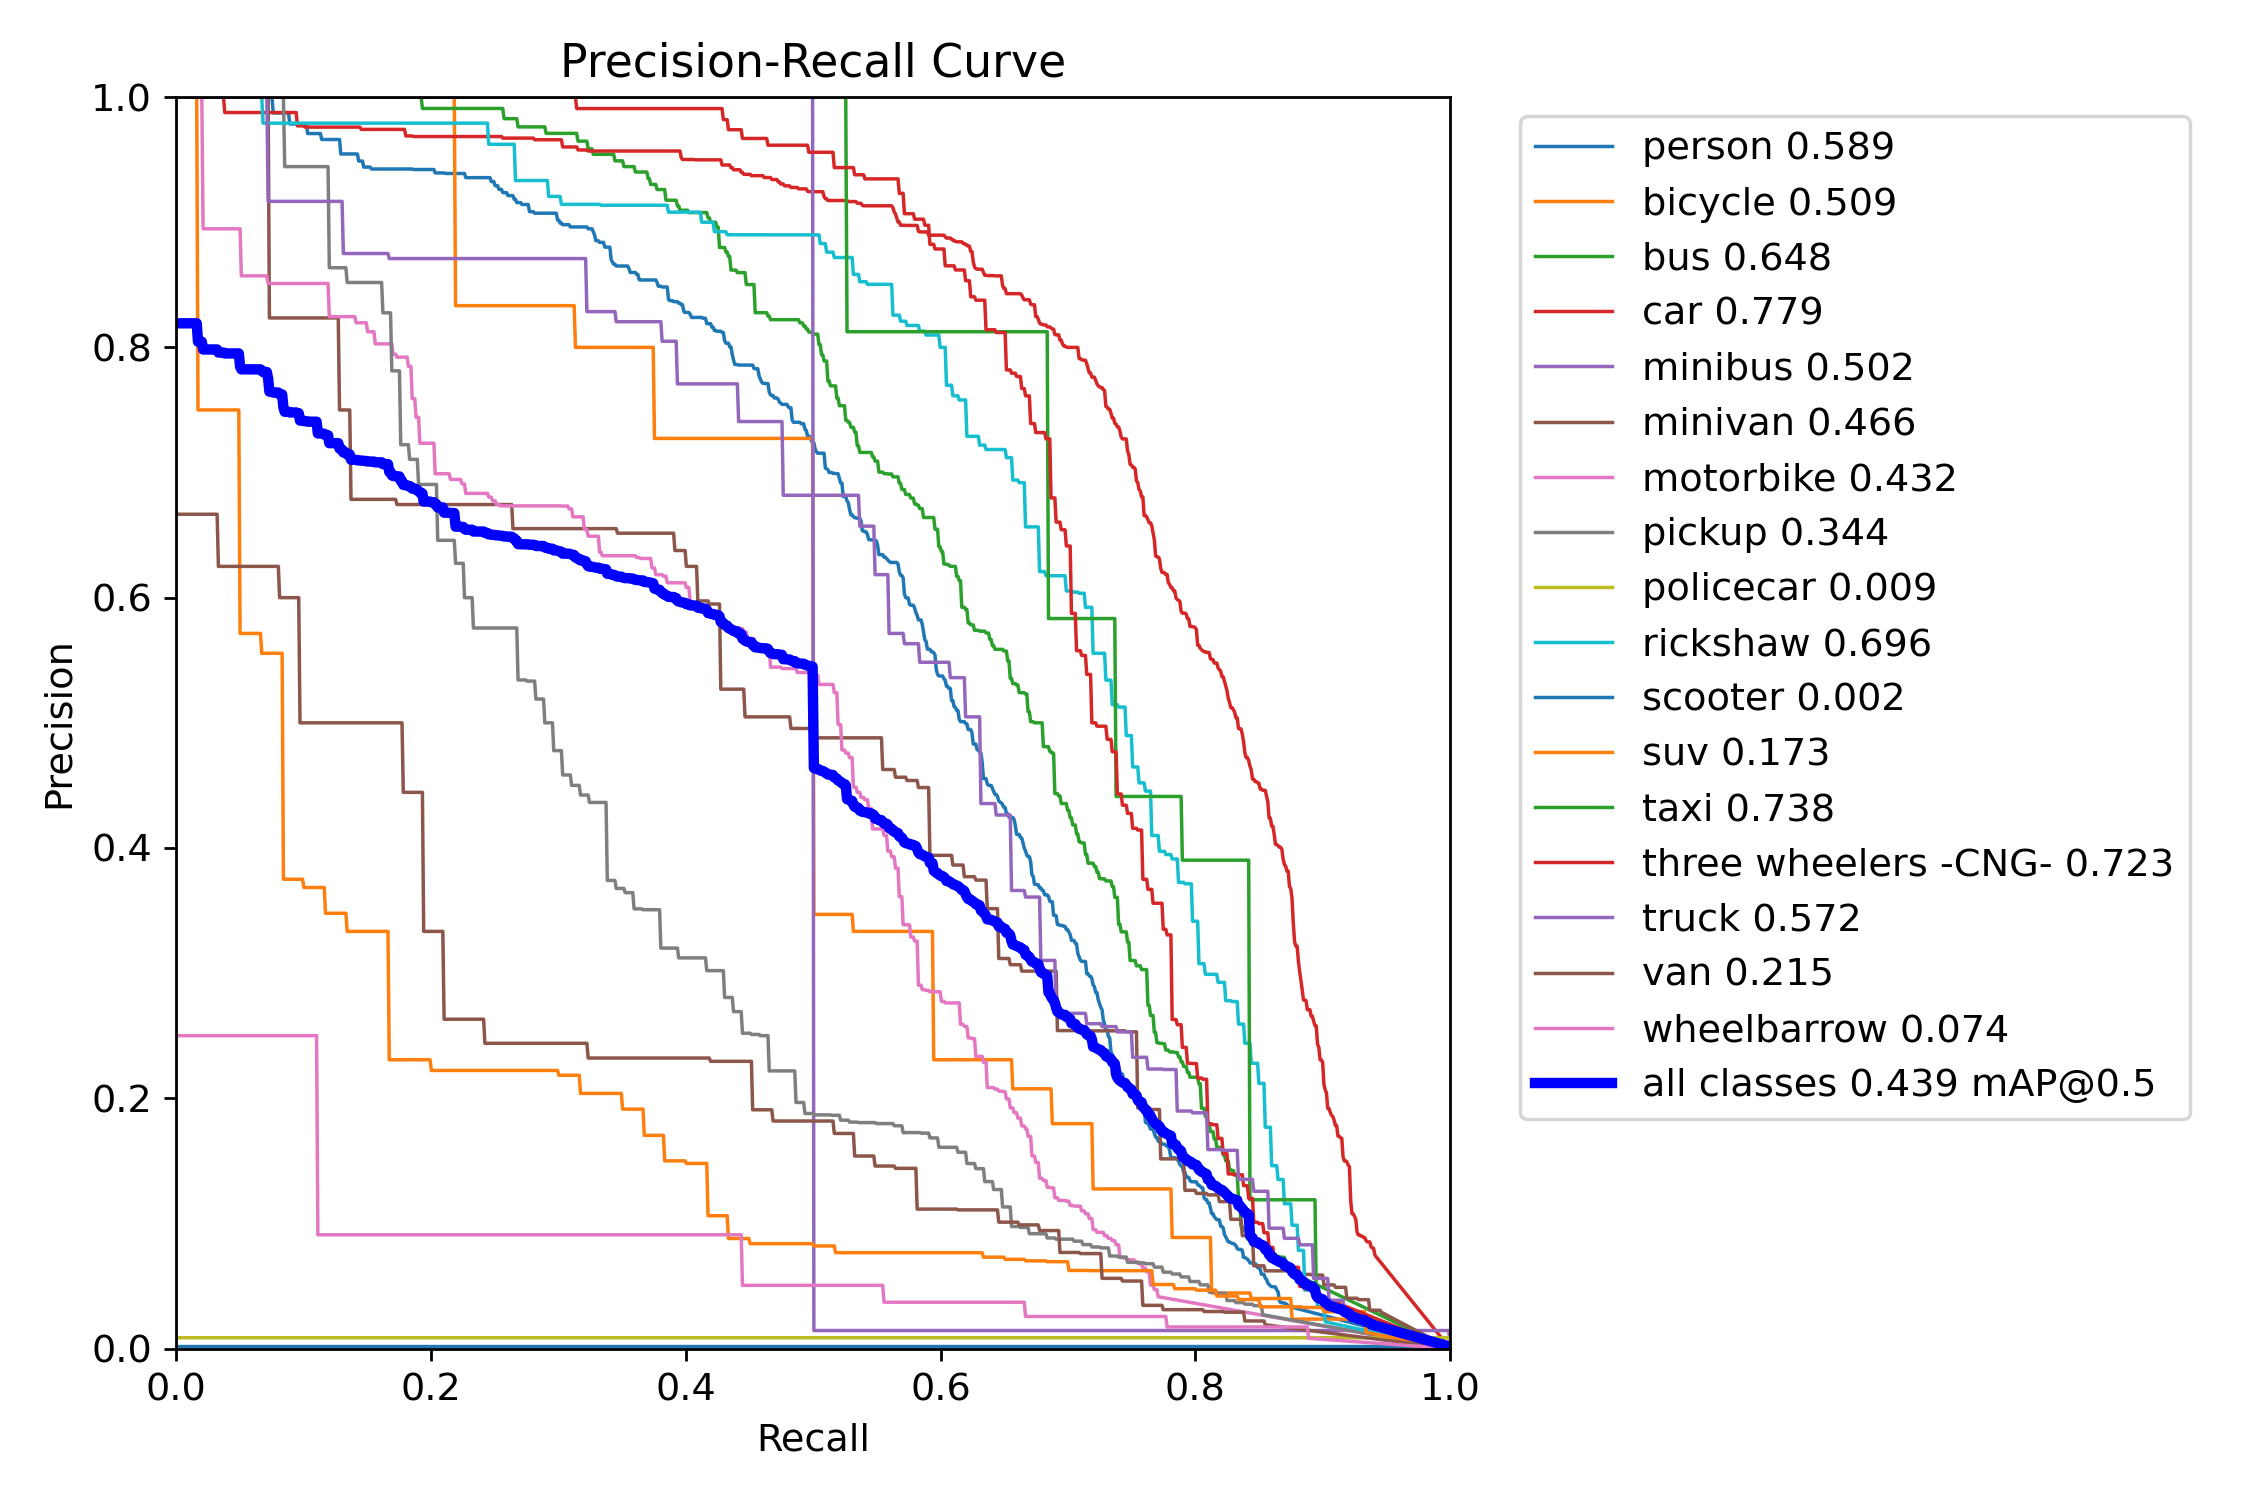 Precision-Recall Curve
1.0
0.8
0.6
0.4
0.2
0.0
Precision
0.0 0.2 0.4 0.6 0.8 1.0
Recall
person 0.589
bicycle 0.509
bus 0.648
car 0.779
minibus 0.502
minivan 0.466
motorbike 0.432
pickup 0.344
policecar 0.009
rickshaw 0.696
scooter 0.002
suv 0.173
taxi 0.738
three wheelers -CNG- 0.723
truck 0.572
van 0.215
wheelbarrow 0.074
all classes 0.439 mAP@0.5